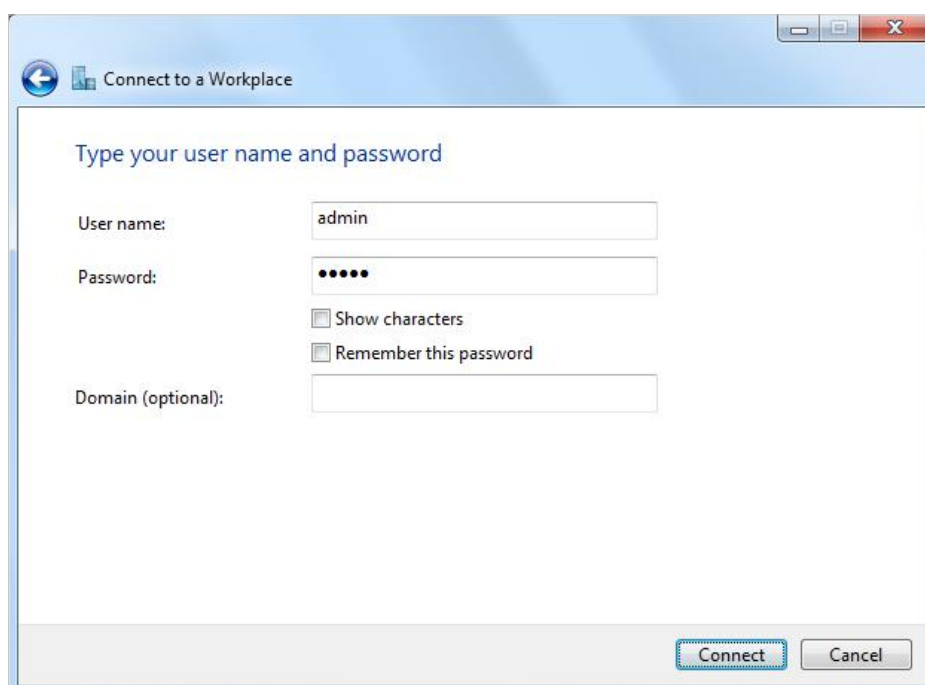 Connect to a Workplace
Type your user name and password
User name: admin
Password: •••••
Show characters
Remember this password
Domain (optional):
Connect Cancel